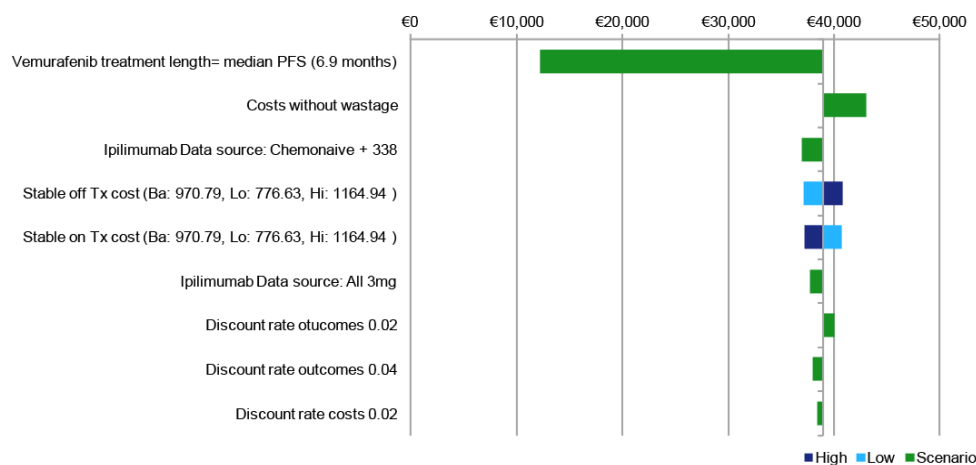 €0 €10,000 €20,000 €30,000 €40,000 €50,000
Vemurafenib treatment length= median PFS (6.9 months)
Costs without wastage
Ipilimumab Data source: Chemonaive + 338
Stable off Tx cost (Ba: 970.79, Lo: 776.63, Hi: 1164.94 )
Stable on Tx cost (Ba: 970.79, Lo: 776.63, Hi: 1164.94 )
Ipilimumab Data source: All 3mg
Discount rate otucomes 0.02
Discount rate outcomes 0.04
Discount rate costs 0.02
High Low Scenario